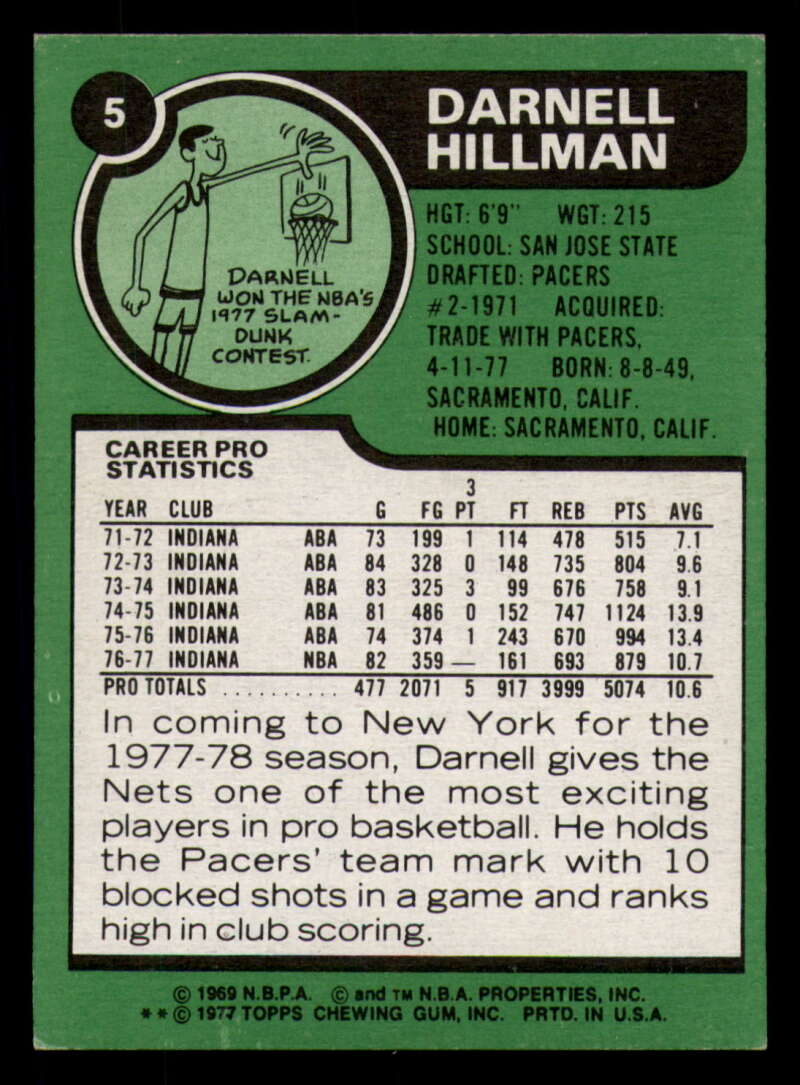 5
DARNELL
HILLMAN
DARNELL
WON THE NBA'S
1977 SLAM-
DUNK
CONTEST.
HGT: 6'9" WGT: 215
SCHOOL: SAN JOSE STATE
DRAFTED: PACERS
#2-1971 ACQUIRED:
TRADE WITH PACERS,
4-11-77 BORN: 8-8-49,
SACRAMENTO, CALIF.
HOME: SACRAMENTO, CALIF.
CAREER PRO
STATISTICS
YEAR CLUB G FG 3 PT FT REB PTS AVG
71-72 INDIANA ABA 73 199 1 114 478 515 7.1
72-73 INDIANA ABA 84 328 0 148 735 804 9.6
73-74 INDIANA ABA 83 325 3 99 676 758 9.1
74-75 INDIANA ABA 81 486 0 152 747 1124 13.9
75-76 INDIANA ABA 74 374 1 243 670 994 13.4
76-77 INDIANA NBA 82 359 — 161 693 879 10.7
PRO TOTALS .......... 477 2071 5 917 3999 5074 10.6
In coming to New York for the
1977-78 season, Darnell gives the
Nets one of the most exciting
players in pro basketball. He holds
the Pacers' team mark with 10
blocked shots in a game and ranks
high in club scoring.
© 1969 N.B.P.A. © and TM N.B.A. PROPERTIES, INC.
**© 1977 TOPPS CHEWING GUM, INC. PRTD. IN U.S.A.